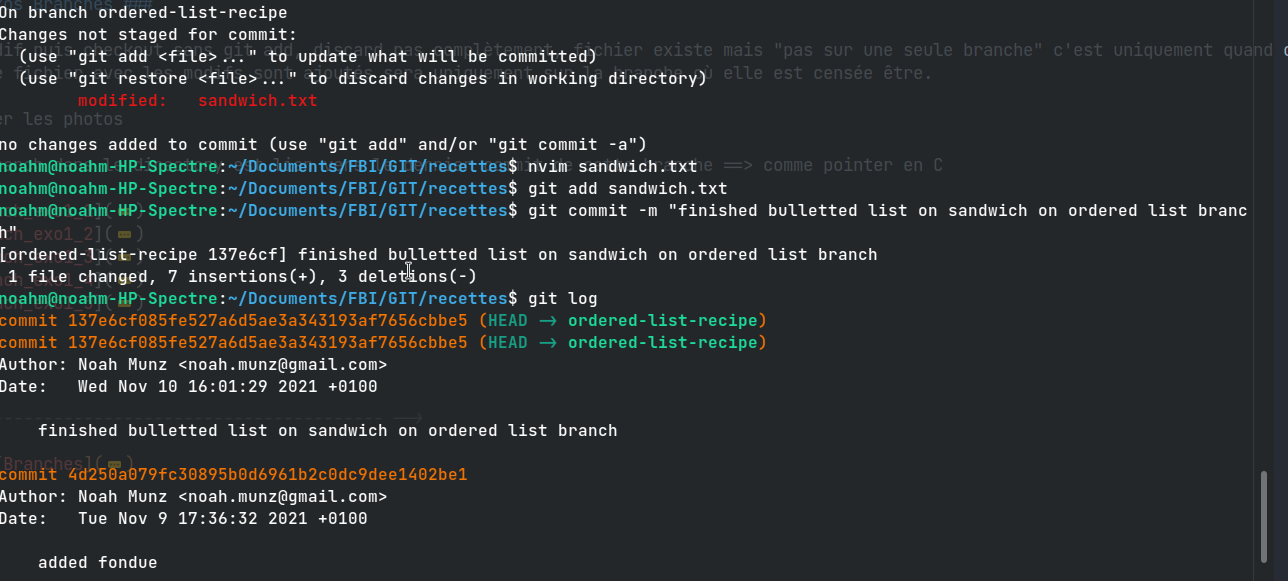 On branch ordered-list-recipe
Changes not staged for commit:
(use "git add <file>..." to update what will be committed)
(use "git restore <file>..." to discard changes in working directory)
modified:   sandwich.txt
er les photos
no changes added to commit (use "git add" and/or "git commit -a")
noahm@noahm-HP-Spectre:~/Documents/FBI/GIT/recettes$ nvim sandwich.txt
==> comme pointer en C
noahm@noahm-HP-Spectre:~/Documents/FBI/GIT/recettes$ git add sandwich.txt
noahm@noahm-HP-Spectre:~/Documents/FBI/GIT/recettes$ git commit -m "finished bulletted list on sandwich on ordered list branc
h"
[ordered-list-recipe 137e6cf] finished bulletted list on sandwich on ordered list branch
1 file changed, 7 insertions(+), 3 deletions(-)
noahm@noahm-HP-Spectre:~/Documents/FBI/GIT/recettes$ git log
commit 137e6cf085fe527a6d5ae3a343193af7656cbbe5 (HEAD -> ordered-list-recipe)
commit 137e6cf085fe527a6d5ae3a343193af7656cbbe5 (HEAD -> ordered-list-recipe)
Author: Noah Munz <noah.munz@gmail.com>
Date:   Wed Nov 10 16:01:29 2021 +0100
finished bulletted list on sandwich on ordered list branch
Branches](
commit 4d250a079fc30895b0d6961b2c0dc9dee1402be1
Author: Noah Munz <noah.munz@gmail.com>
Date:   Tue Nov 9 17:36:32 2021 +0100
added fondue